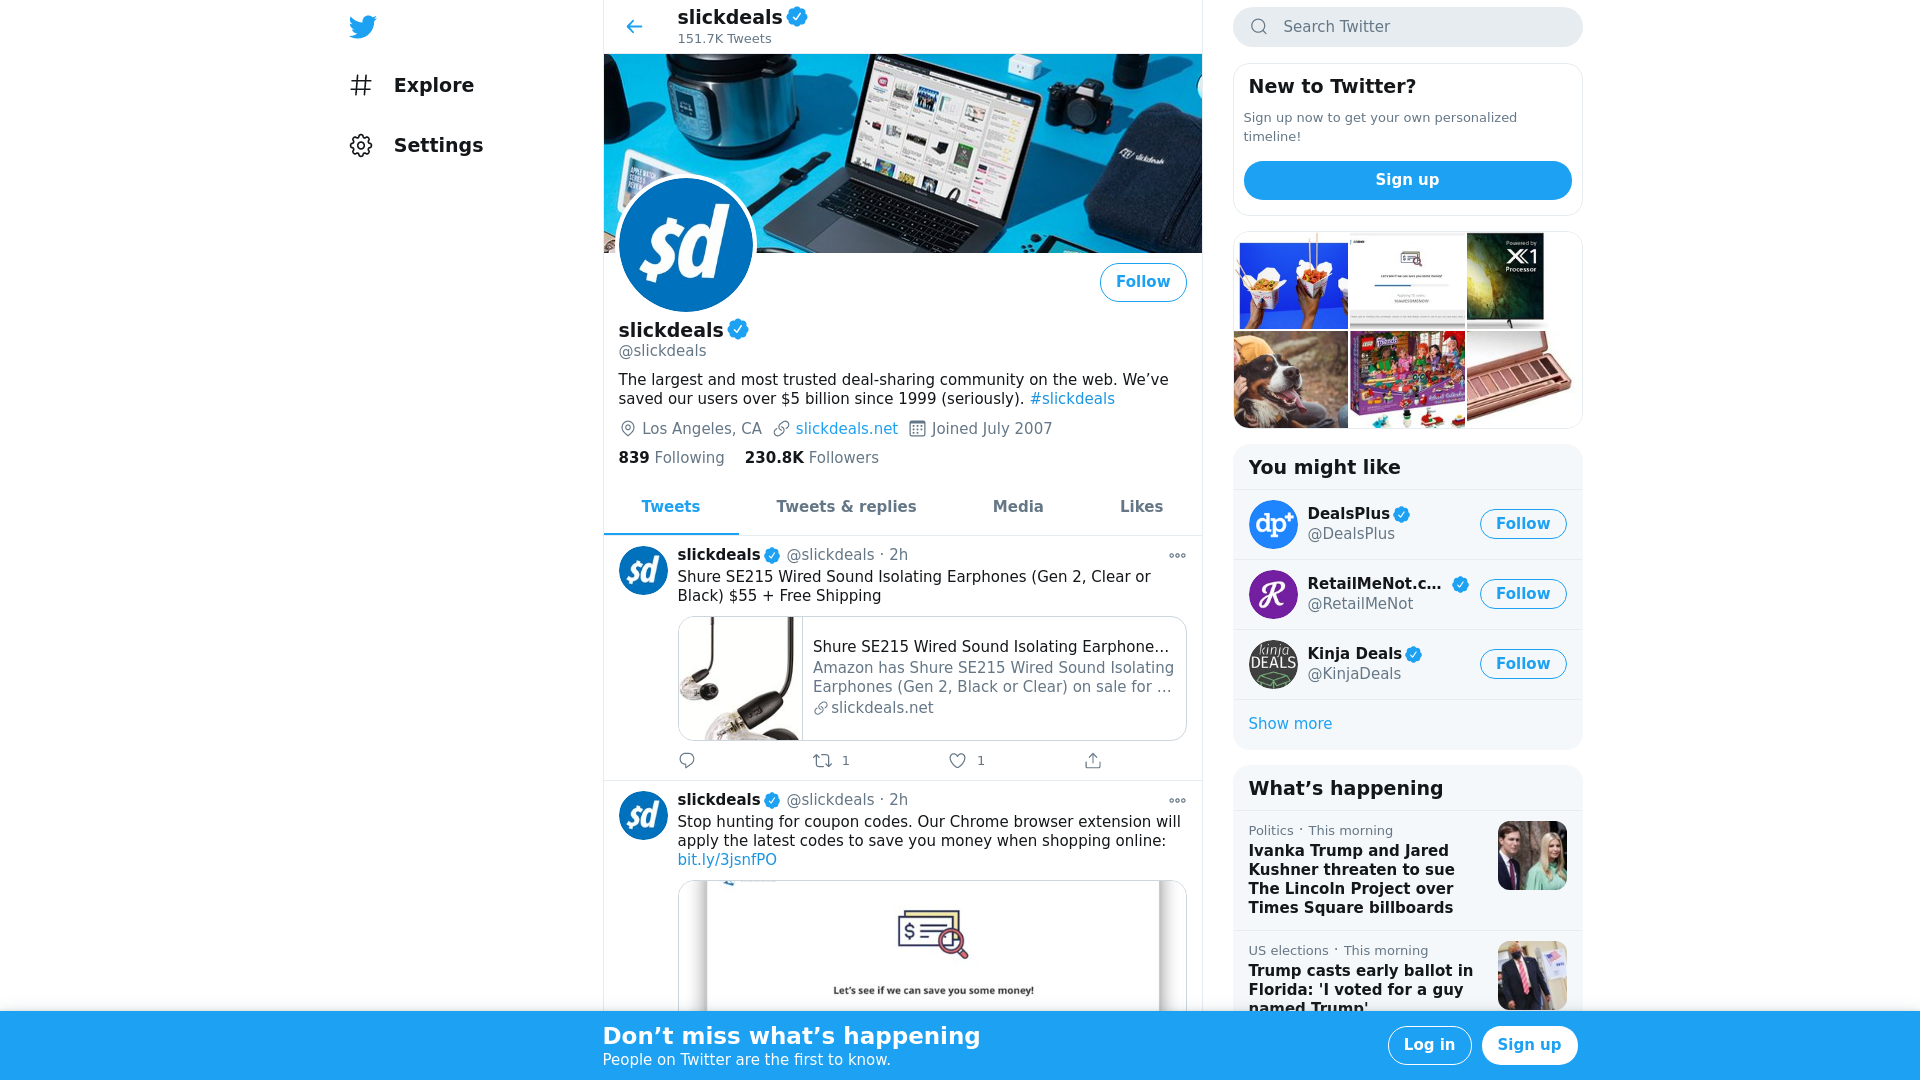 slickdeals
151.7K Tweets
Explore
Settings
Search Twitter
New to Twitter?
Sign up now to get your own personalized
timeline!
Sign up
slickdeals
$d
Follow
slickdeals
@slickdeals
The largest and most trusted deal-sharing community on the web. We’ve
saved our users over $5 billion since 1999 (seriously). #slickdeals
Los Angeles, CA slickdeals.net Joined July 2007
839 Following 230.8K Followers
Tweets Tweets & replies Media Likes
$d
slickdeals @slickdeals · 2h
Shure SE215 Wired Sound Isolating Earphones (Gen 2, Clear or
Black) $55 + Free Shipping
Shure SE215 Wired Sound Isolating Earphone…
Amazon has Shure SE215 Wired Sound Isolating
Earphones (Gen 2, Black or Clear) on sale for …
slickdeals.net
1 1
$d
slickdeals @slickdeals · 2h
Stop hunting for coupon codes. Our Chrome browser extension will
apply the latest codes to save you money when shopping online:
bit.ly/3jsnfPO
$
Let's see if we can save you some money!
Powered by
X1
Processor
Friends
You might like
dp+
DealsPlus
@DealsPlus
Follow
R
RetailMeNot.c…
@RetailMeNot
Follow
kinja
DEALS
Kinja Deals
@KinjaDeals
Follow
Show more
What’s happening
Politics · This morning
Ivanka Trump and Jared
Kushner threaten to sue
The Lincoln Project over
Times Square billboards
US elections · This morning
Trump casts early ballot in
Florida: 'I voted for a guy
named Trump'
Don’t miss what’s happening
People on Twitter are the first to know.
Log in
Sign up